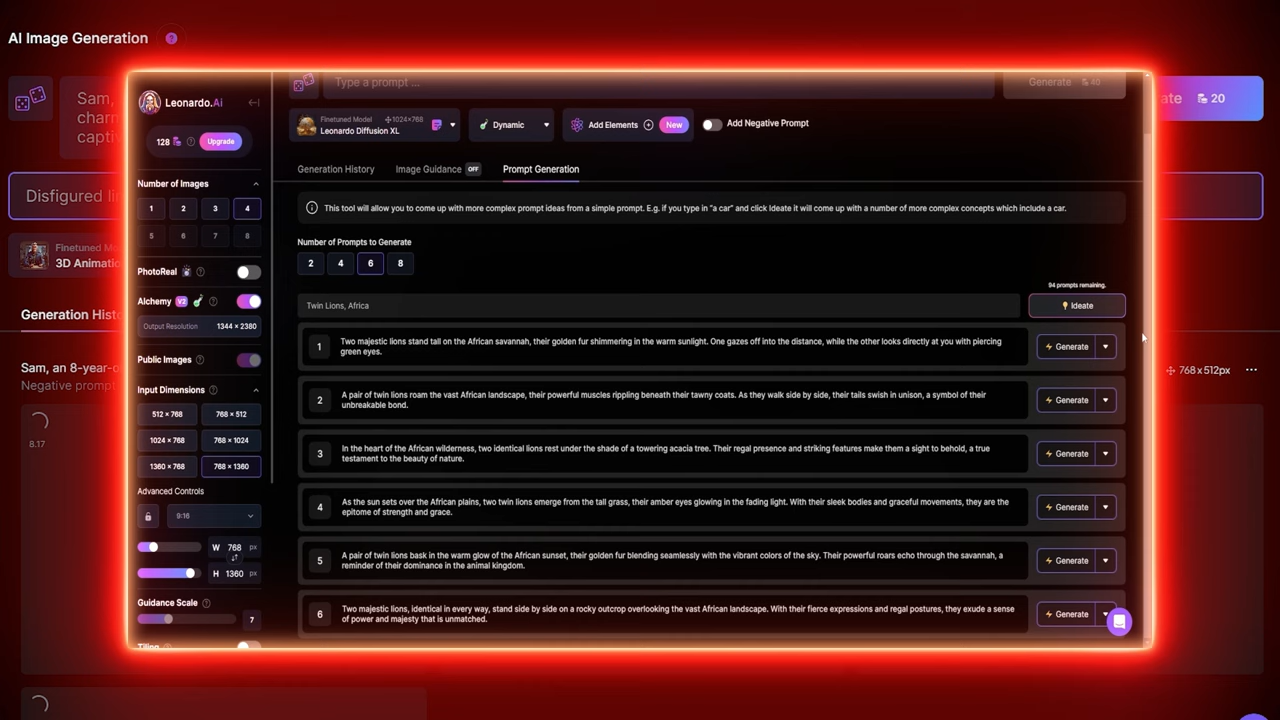 AI Image Generation
?
Sam,
charm
captiv
ate 20
Disfigured li
Finetuned Mo
3D Animatio
Generation Histo
Sam, an 8-year-o
Negative prompt
768 x 512px
8.17
Leonardo.Ai
128 ? Upgrade
Number of Images
1 2 3 4
5 6 7 8
PhotoReal ?
Alchemy V2 ?
Output Resolution 1344 × 2380
Public Images ?
Input Dimensions ?
512 × 768 768 × 512
1024 × 768 768 × 1024
1360 × 768 768 × 1360
Advanced Controls
9:16
W 768 px
H 1360 px
Guidance Scale ?
7
Tiling
Type a prompt ...
Generate 40
Finetuned Model 1024×768
Leonardo Diffusion XL
Dynamic
Add Elements New
Add Negative Prompt
Generation History Image Guidance OFF Prompt Generation
This tool will allow you to come up with more complex prompt ideas from a simple prompt. E.g. if you type in "a car" and click Ideate it will come up with a number of more complex concepts which include a car.
Number of Prompts to Generate
2 4 6 8
94 prompts remaining.
Twin Lions, Africa
Ideate
1 Two majestic lions stand tall on the African savannah, their golden fur shimmering in the warm sunlight. One gazes off into the distance, while the other looks directly at you with piercing
green eyes.
Generate
2 A pair of twin lions roam the vast African landscape, their powerful muscles rippling beneath their tawny coats. As they walk side by side, their tails swish in unison, a symbol of their
unbreakable bond.
Generate
3 In the heart of the African wilderness, two identical lions rest under the shade of a towering acacia tree. Their regal presence and striking features make them a sight to behold, a true
testament to the beauty of nature.
Generate
4 As the sun sets over the African plains, two twin lions emerge from the tall grass, their amber eyes glowing in the fading light. With their sleek bodies and graceful movements, they are the
epitome of strength and grace.
Generate
5 A pair of twin lions bask in the warm glow of the African sunset, their golden fur blending seamlessly with the vibrant colors of the sky. Their powerful roars echo through the savannah, a
reminder of their dominance in the animal kingdom.
Generate
6 Two majestic lions, identical in every way, stand side by side on a rocky outcrop overlooking the vast African landscape. With their fierce expressions and regal postures, they exude a sense
of power and majesty that is unmatched.
Generate